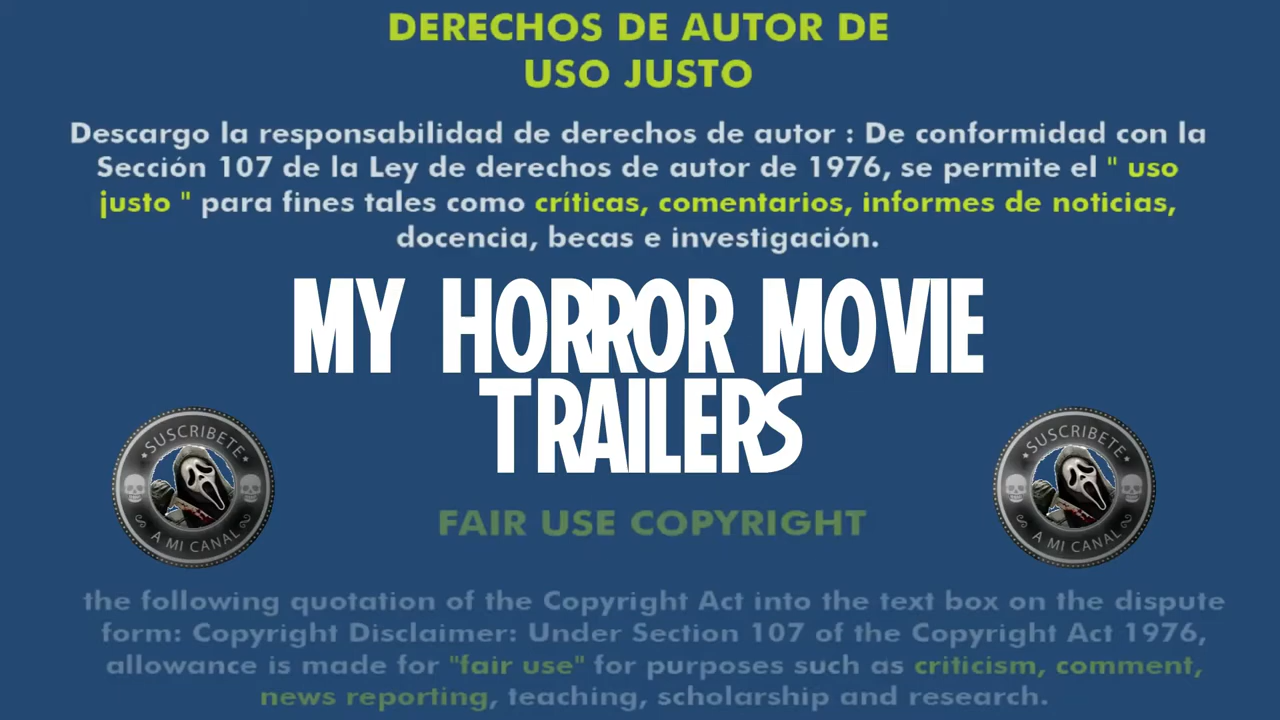 DERECHOS DE AUTOR DE
USO JUSTO
Descargo la responsabilidad de derechos de autor : De conformidad con la
Sección 107 de la Ley de derechos de autor de 1976, se permite el " uso
justo " para fines tales como críticas, comentarios, informes de noticias,
docencia, becas e investigación.
MY HORROR MOVIE
TRAILERS
SUSCRIBETE
A MI CANAL
SUSCRIBETE
A MI CANAL
FAIR USE COPYRIGHT
the following quotation of the Copyright Act into the text box on the dispute
form: Copyright Disclaimer: Under Section 107 of the Copyright Act 1976,
allowance is made for "fair use" for purposes such as criticism, comment,
news reporting, teaching, scholarship and research.